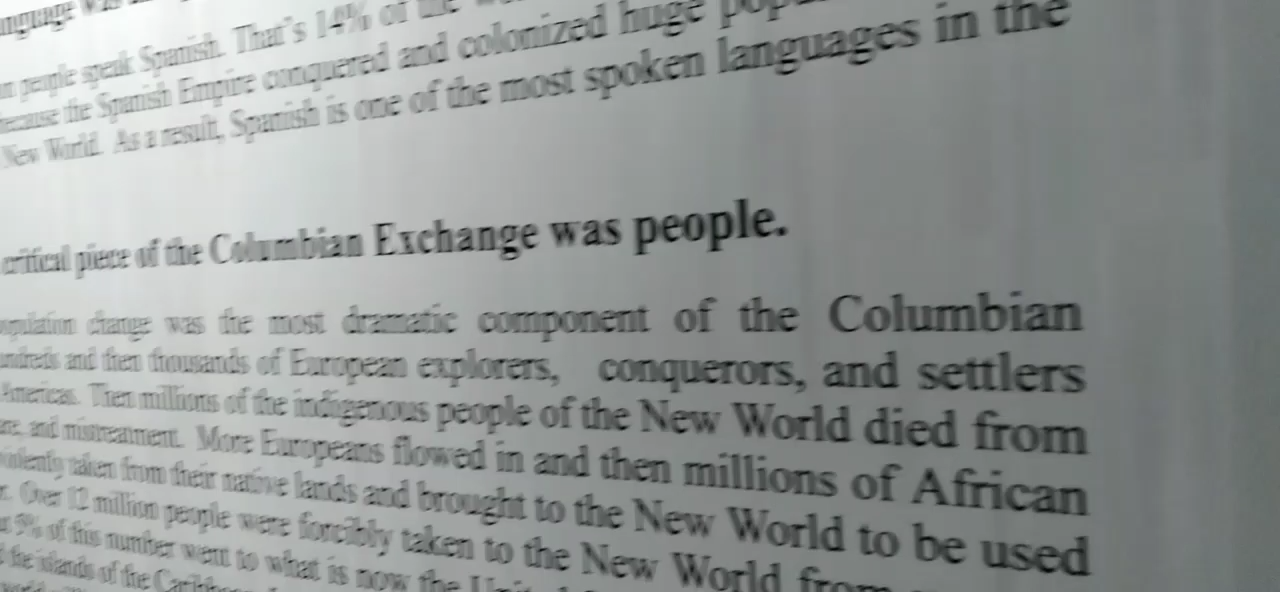 people speak Spanish. That's 14% of the
because the Spanish Empire conquered and colonized huge
New World. As a result, Spanish is one of the most spoken languages in the
critical piece of the Columbian Exchange was people.
change was the most dramatic component of the Columbian
and then thousands of European explorers, conquerors, and settlers
Americas. Then millions of the indigenous people of the New World died from
and mistreatment. More Europeans flowed in and then millions of African
violently taken from their native lands and brought to the New World to be used
Over 12 million people were forcibly taken to the New World from
5% of this number went to what is now the
the islands of the